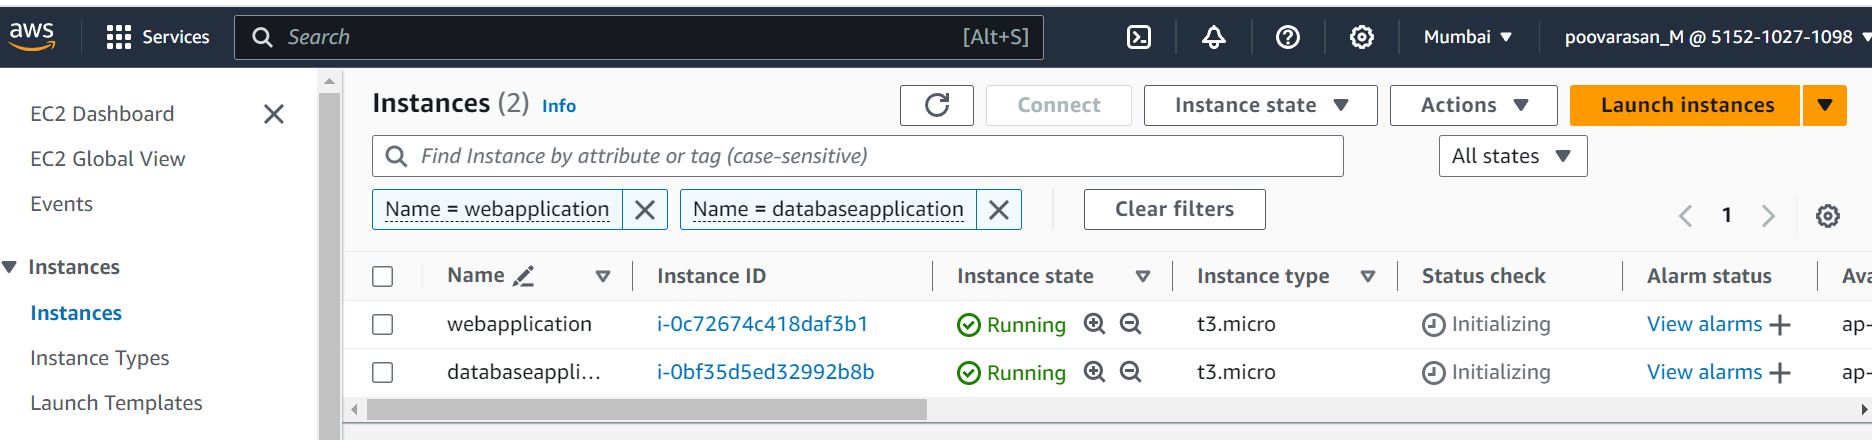 aws Services Search [Alt+S] Mumbai poovarasan_M @ 5152-1027-1098
EC2 Dashboard
EC2 Global View
Events
Instances
Instances
Instance Types
Launch Templates
Instances (2) Info Connect Instance state Actions Launch instances
Find Instance by attribute or tag (case-sensitive) All states
Name = webapplication Name = databaseapplication Clear filters 1
Name Instance ID Instance state Instance type Status check Alarm status Ava
webapplication i-0c72674c418daf3b1 Running t3.micro Initializing View alarms ap-
databaseappli... i-0bf35d5ed32992b8b Running t3.micro Initializing View alarms ap-